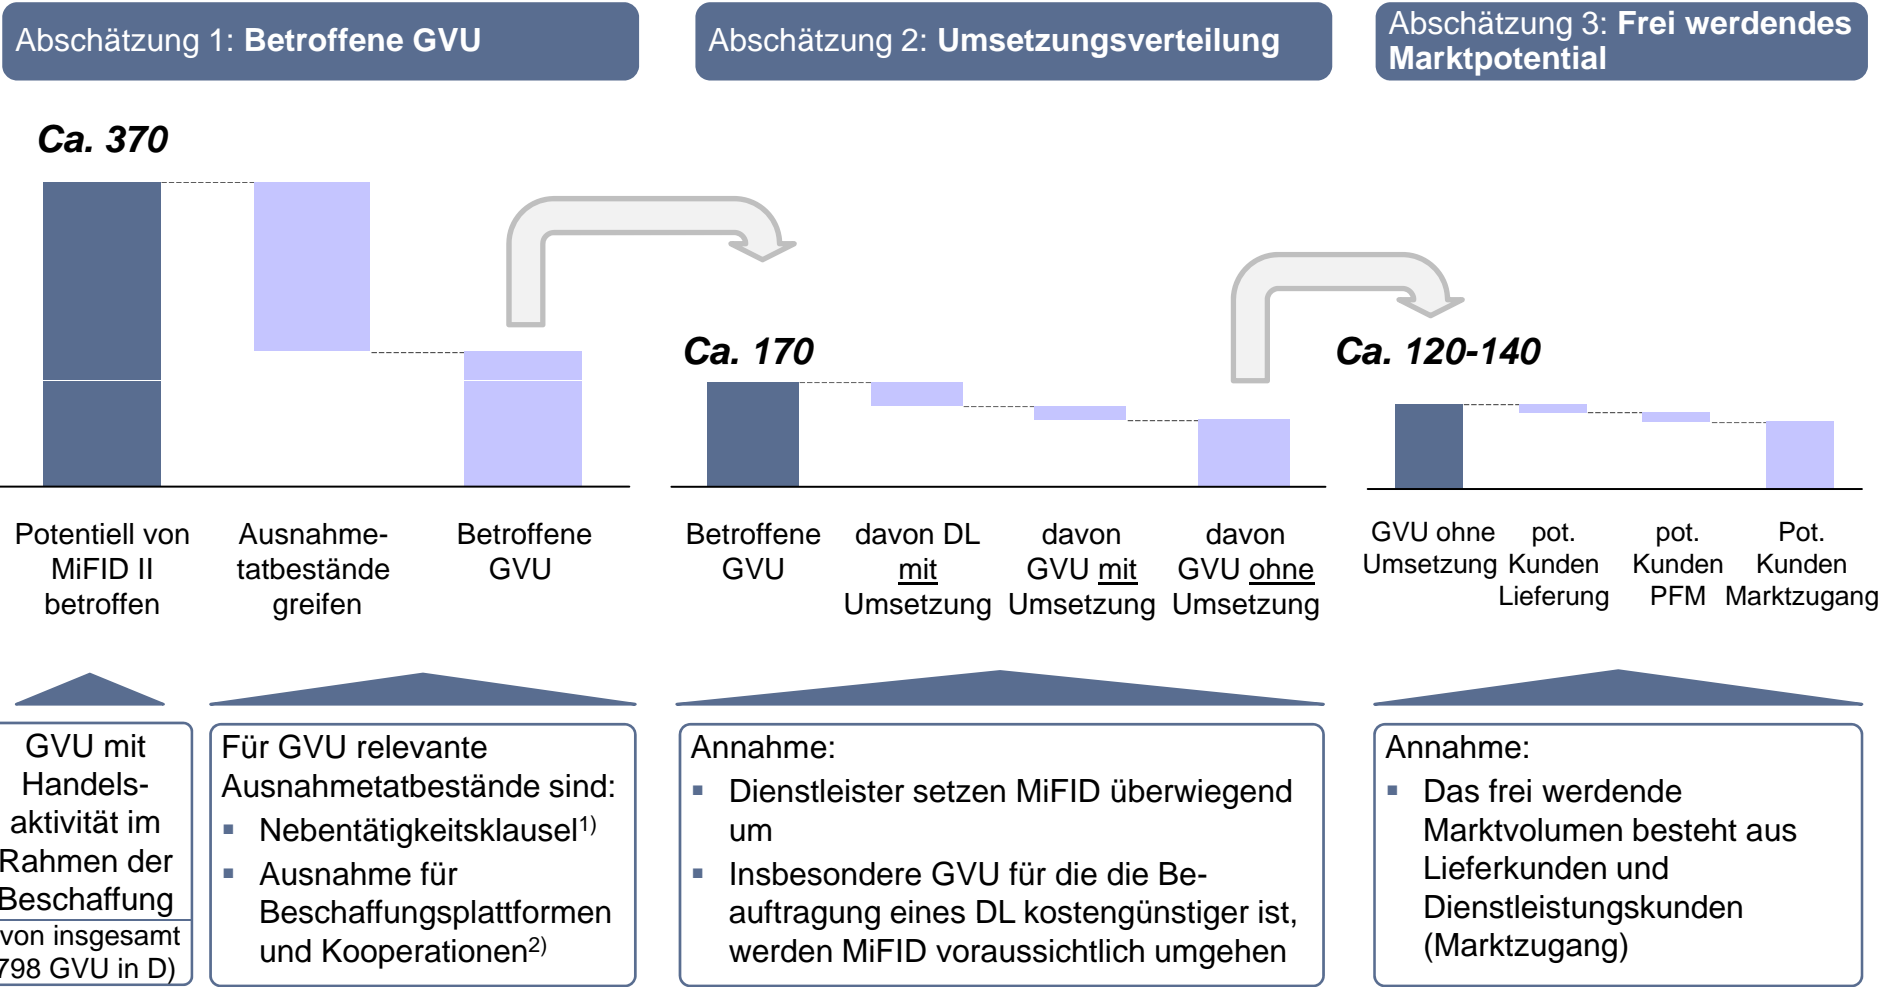 Abschätzung 1: Betroffene GVU
Abschätzung 2: Umsetzungsverteilung
Abschätzung 3: Frei werdendes
Marktpotential
Ca. 370
Ca. 170
Ca. 120-140
Potentiell von
MiFID II
betroffen
Ausnahme-
tatbestände
greifen
Betroffene
GVU
Betroffene
GVU
davon DL
mit
Umsetzung
davon
GVU mit
Umsetzung
davon
GVU ohne
Umsetzung
GVU ohne
Umsetzung
pot.
Kunden
Lieferung
pot.
Kunden
PFM
Pot.
Kunden
Marktzugang
GVU mit
Handels-
aktivität im
Rahmen der
Beschaffung
von insgesamt
798 GVU in D)
Für GVU relevante
Ausnahmetatbestände sind:
▪ Nebentätigkeitsklausel1)
▪ Ausnahme für
Beschaffungsplattformen
und Kooperationen2)
Annahme:
▪ Dienstleister setzen MiFID überwiegend
um
▪ Insbesondere GVU für die die Be-
auftragung eines DL kostengünstiger ist,
werden MiFID voraussichtlich umgehen
Annahme:
▪ Das frei werdende
Marktvolumen besteht aus
Lieferkunden und
Dienstleistungskunden
(Marktzugang)